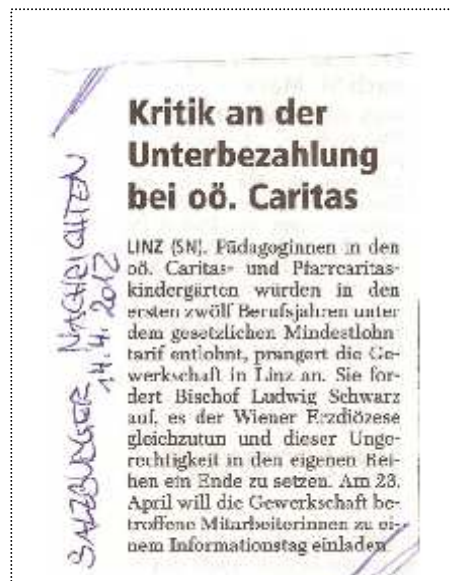 SALZBURGER NACHRICHTEN
14.4.2012
Kritik an der
Unterbezahlung
bei oö. Caritas
LINZ (SN). Pädagoginnen in den
oö. Caritas- und Pfarrcaritas-
kindergärten würden in den
ersten zwölf Berufsjahren unter
dem gesetzlichen Mindestlohn-
tarif entlohnt, prangert die Ge-
werkschaft in Linz an. Sie for-
dert Bischof Ludwig Schwarz
auf, es der Wiener Erzdiözese
gleichzutun und dieser Unge-
rechtigkeit in den eigenen Rei-
hen ein Ende zu setzen. Am 23.
April will die Gewerkschaft be-
troffene Mitarbeiterinnen zu ei-
nem Informationstag einladen